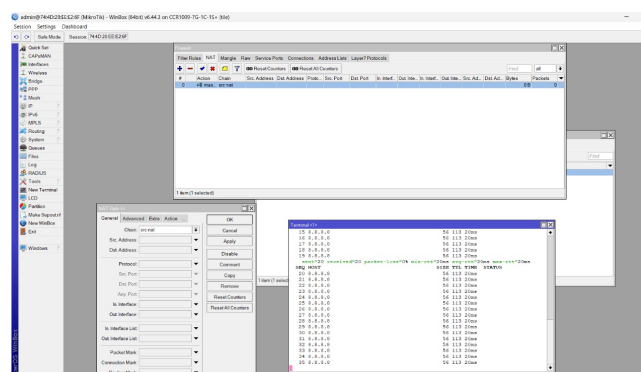 admin@74:4D:28:EE:E2:6F (MikroTik) - WinBox (64bit) v6.44.3 on CCR1009-7G-1C-1S+ (tile)
Session Settings Dashboard
Safe Mode Session: 74:4D:28:EE:E2:6F
Quick Set
CAPsMAN
Interfaces
Wireless
Bridge
PPP
Mesh
IP
IPv6
MPLS
Routing
System
Queues
Files
Log
RADIUS
Tools
New Terminal
LCD
Partition
Make Supout.rif
New WinBox
Exit
Windows
Firewall
Filter Rules NAT Mangle Raw Service Ports Connections Address Lists Layer7 Protocols
Reset Counters Reset All Counters Find all
# Action Chain Src. Address Dst. Address Proto... Src. Port Dst. Port In. Interf... Out. Inte... In. Interf... Out. Inte... Src. Ad... Dst. Ad... Bytes Packets
0 mas... srcnat 0 B 0
1 item (1 selected)
Find
1 item (1 select
NAT Rule <>
General Advanced Extra Action ...
Chain: srcnat
Src. Address:
Dst. Address:
Protocol:
Src. Port:
Dst. Port:
Any. Port:
In. Interface:
Out. Interface:
In. Interface List:
Out. Interface List:
Packet Mark:
Connection Mark:
OK
Cancel
Apply
Disable
Comment
Copy
Remove
Reset Counters
Reset All Counters
Terminal <1>
15 8.8.8.8 56 113 20ms
16 8.8.8.8 56 113 20ms
17 8.8.8.8 56 113 20ms
18 8.8.8.8 56 113 20ms
19 8.8.8.8 56 113 20ms
sent=20 received=20 packet-loss=0% min-rtt=20ms avg-rtt=20ms max-rtt=20ms
SEQ HOST SIZE TTL TIME STATUS
20 8.8.8.8 56 113 20ms
21 8.8.8.8 56 113 20ms
22 8.8.8.8 56 113 20ms
23 8.8.8.8 56 113 20ms
24 8.8.8.8 56 113 20ms
25 8.8.8.8 56 113 20ms
26 8.8.8.8 56 113 20ms
27 8.8.8.8 56 113 20ms
28 8.8.8.8 56 113 20ms
29 8.8.8.8 56 113 20ms
30 8.8.8.8 56 113 20ms
31 8.8.8.8 56 113 20ms
32 8.8.8.8 56 113 20ms
33 8.8.8.8 56 113 20ms
34 8.8.8.8 56 113 20ms
35 8.8.8.8 56 113 20ms